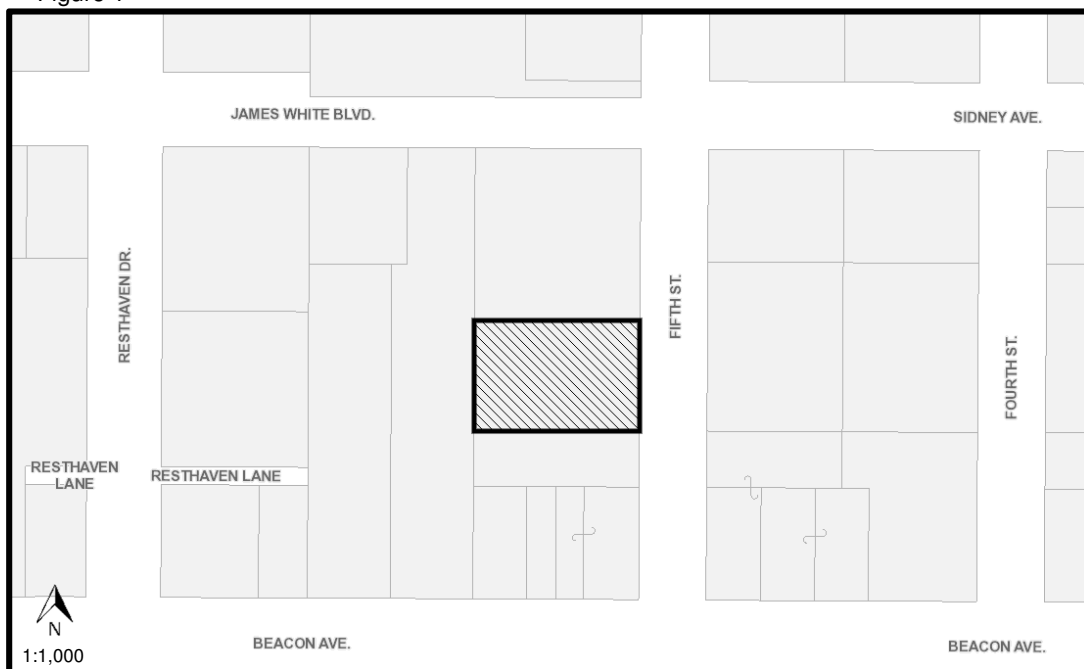 Figure 1
JAMES WHITE BLVD.
SIDNEY AVE.
RESTHAVEN DR.
FIFTH ST.
FOURTH ST.
RESTHAVEN
LANE
RESTHAVEN LANE
N
1:1,000
BEACON AVE.
BEACON AVE.